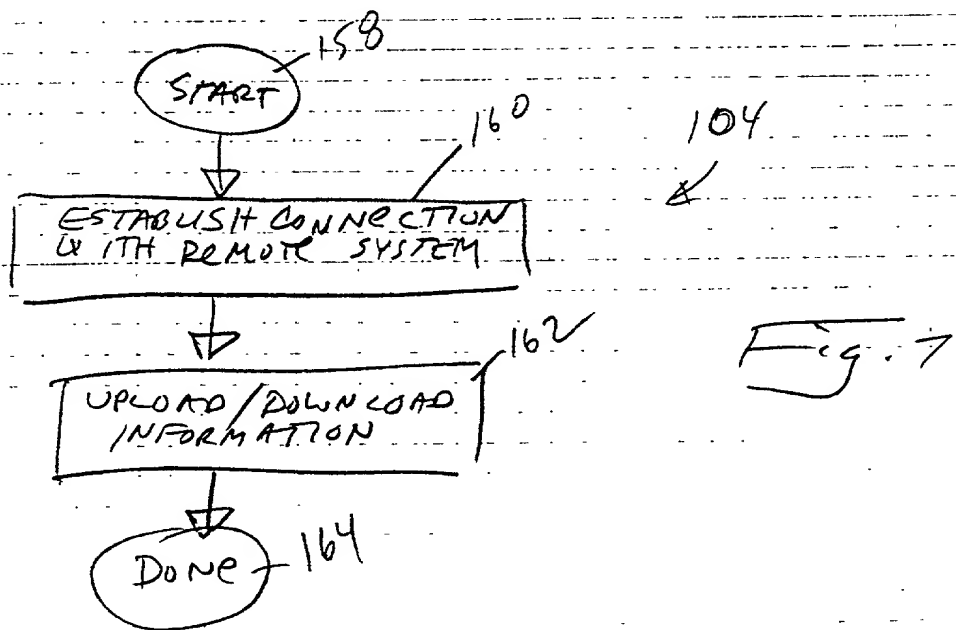 158
START
160
104
ESTABLISH CONNECTION
WITH REMOTE SYSTEM
162
Fig. 7
UPLOAD/DOWNLOAD
INFORMATION
164
DONE